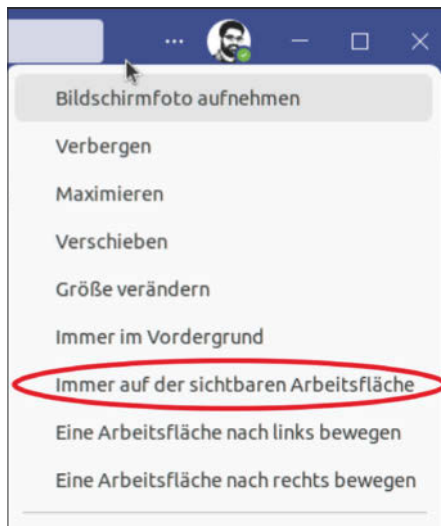 Bildschirmfoto aufnehmen
Verbergen
Maximieren
Verschieben
Größe verändern
Immer im Vordergrund
Immer auf der sichtbaren Arbeitsfläche
Eine Arbeitsfläche nach links bewegen
Eine Arbeitsfläche nach rechts bewegen